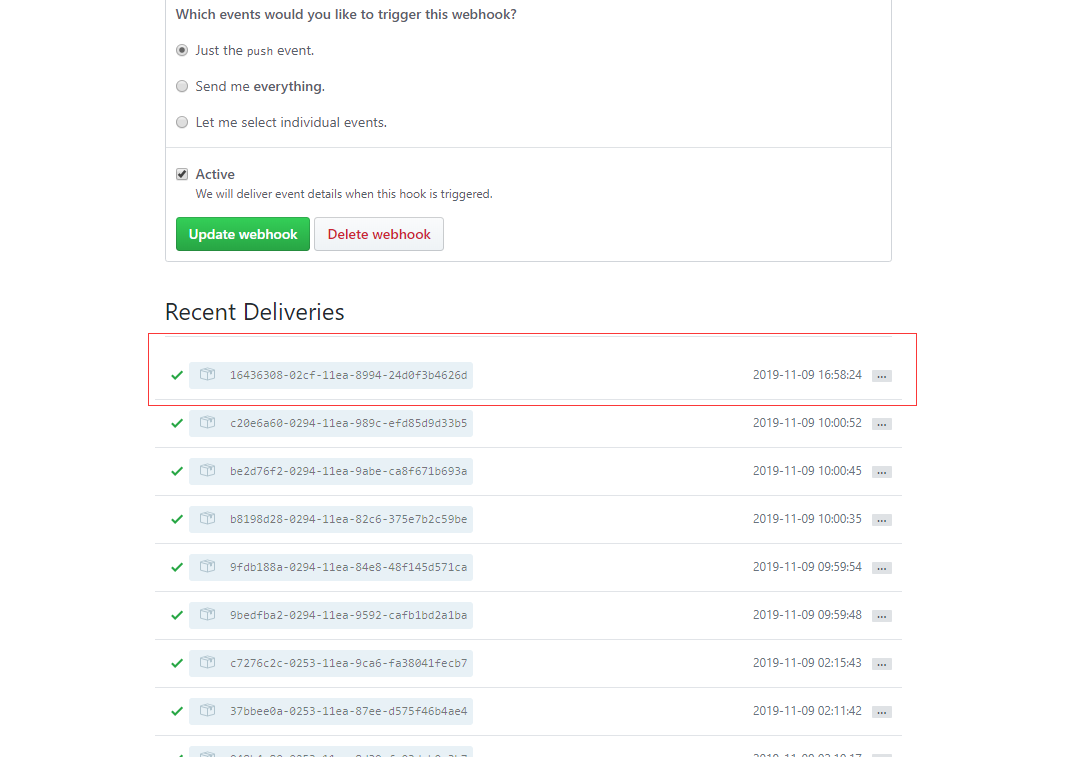 Which events would you like to trigger this webhook?
Just the push event.
Send me everything.
Let me select individual events.
Active
We will deliver event details when this hook is triggered.
Update webhook Delete webhook
Recent Deliveries
16436308-02cf-11ea-8994-24d0f3b4626d 2019-11-09 16:58:24 ...
c20e6a60-0294-11ea-989c-efd85d9d33b5 2019-11-09 10:00:52 ...
be2d76f2-0294-11ea-9abe-ca8f671b693a 2019-11-09 10:00:45 ...
b8198d28-0294-11ea-82c6-375e7b2c59be 2019-11-09 10:00:35 ...
9fdb188a-0294-11ea-84e8-48f145d571ca 2019-11-09 09:59:54 ...
9bedfba2-0294-11ea-9592-cafb1bd2a1ba 2019-11-09 09:59:48 ...
c7276c2c-0253-11ea-9ca6-fa38041fecb7 2019-11-09 02:15:43 ...
37bbee0a-0253-11ea-87ee-d575f46b4ae4 2019-11-09 02:11:42 ...